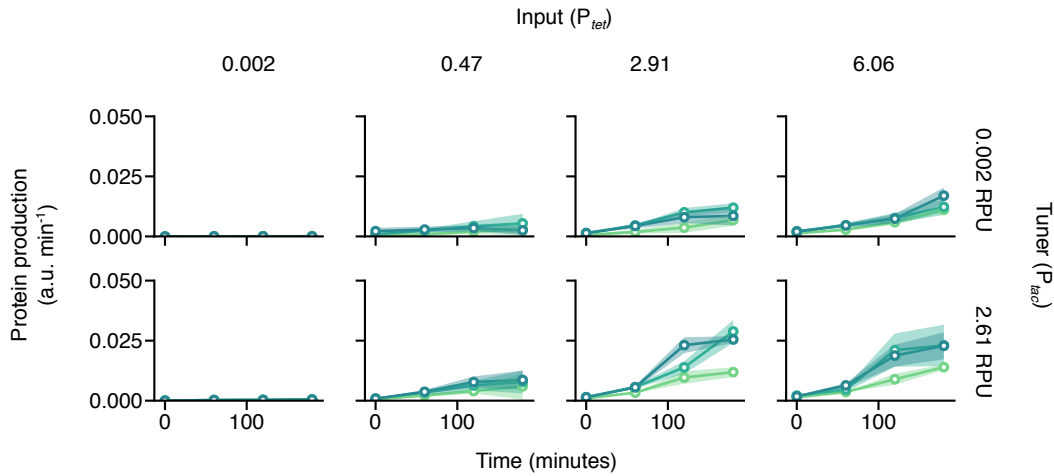 Input (Ptet)
0.002 0.47 2.91 6.06
Protein production
(a.u. min-1)
0.050
0.025
0.000
0.002 RPU
0.050
0.025
0.000
2.61 RPU
Tuner (Ptac)
0 100 0 100 0 100 0 100
Time (minutes)